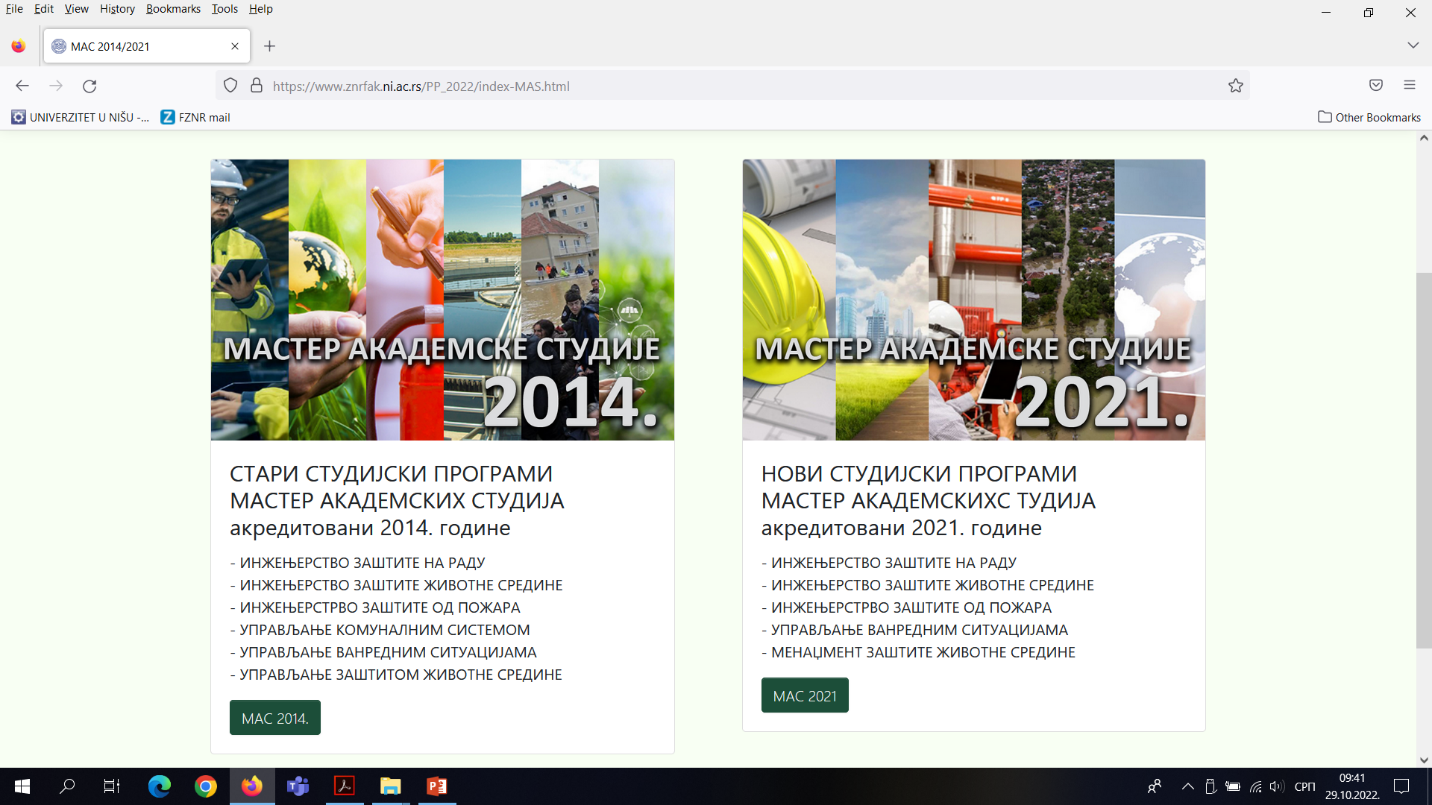 File Edit View History Bookmarks Tools Help
МАС 2014/2021
https://www.znrfak.ni.ac.rs/PP_2022/index-MAS.html
UNIVERZITET U NIŠU -... FZNR mail Other Bookmarks
МАСТЕР АКАДЕМСКЕ СТУДИЈЕ
2014.
СТАРИ СТУДИЈСКИ ПРОГРАМИ
МАСТЕР АКАДЕМСКИХ СТУДИЈА
акредитовани 2014. године
- ИНЖЕЊЕРСТВО ЗАШТИТЕ НА РАДУ
- ИНЖЕЊЕРСТВО ЗАШТИТЕ ЖИВОТНЕ СРЕДИНЕ
- ИНЖЕЊЕРСТРВО ЗАШТИТЕ ОД ПОЖАРА
- УПРАВЉАЊЕ КОМУНАЛНИМ СИСТЕМОМ
- УПРАВЉАЊЕ ВАНРЕДНИМ СИТУАЦИЈАМА
- УПРАВЉАЊЕ ЗАШТИТОМ ЖИВОТНЕ СРЕДИНЕ
МАС 2014.
МАСТЕР АКАДЕМСКЕ СТУДИЈЕ
2021.
НОВИ СТУДИЈСКИ ПРОГРАМИ
МАСТЕР АКАДЕМСКИХС ТУДИЈА
акредитовани 2021. године
- ИНЖЕЊЕРСТВО ЗАШТИТЕ НА РАДУ
- ИНЖЕЊЕРСТВО ЗАШТИТЕ ЖИВОТНЕ СРЕДИНЕ
- ИНЖЕЊЕРСТРВО ЗАШТИТЕ ОД ПОЖАРА
- УПРАВЉАЊЕ ВАНРЕДНИМ СИТУАЦИЈАМА
- МЕНАЏМЕНТ ЗАШТИТЕ ЖИВОТНЕ СРЕДИНЕ
МАС 2021
СРП
09:41
29.10.2022.